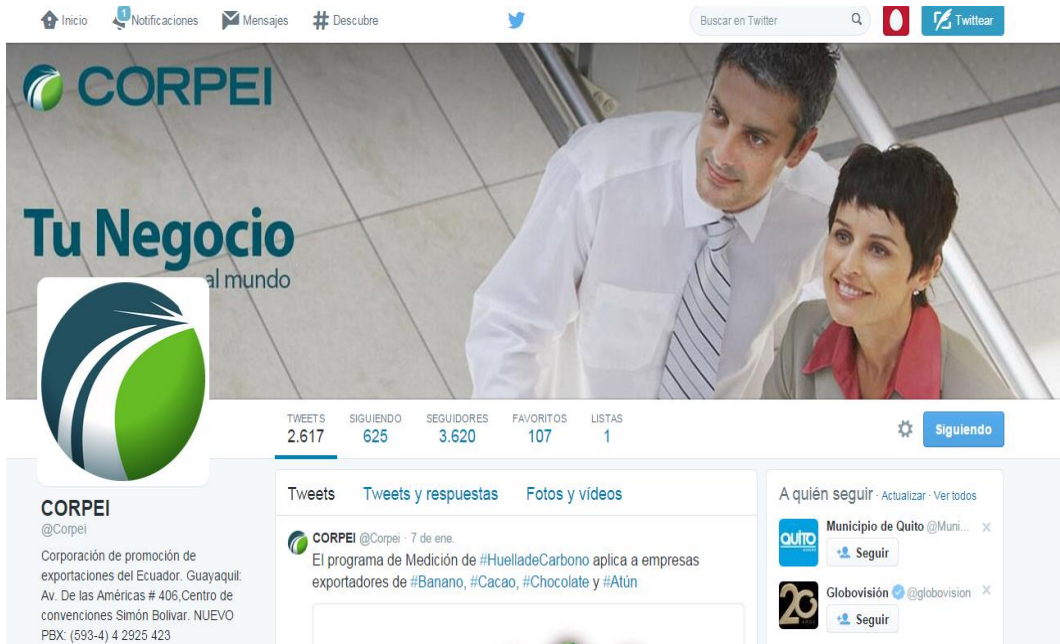 Inicio
1
Notificaciones
Mensajes
Descubre
Buscar en Twitter
Twittear
CORPEI
Tu Negocio
al mundo
TWEETS SIGUIENDO SEGUIDORES FAVORITOS LISTAS
2.617 625 3.620 107 1
Siguiendo
CORPEI
@Corpei
Corporación de promoción de
exportaciones del Ecuador. Guayaquil:
Av. De las Américas # 406,Centro de
convenciones Simón Bolivar. NUEVO
PBX: (593-4) 4 2925 423
Tweets Tweets y respuestas Fotos y vídeos
CORPEI @Corpei · 7 de ene.
El programa de Medición de #HuelladeCarbono aplica a empresas
exportadores de #Banano, #Cacao, #Chocolate y #Atún
A quién seguir · Actualizar · Ver todos
QUITO
Municipio de Quito @Muni...
Seguir
20
Globovisión @globovision
Seguir